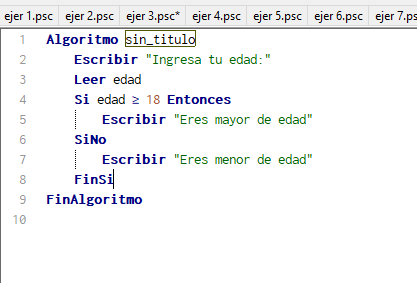 ejer 1.psc ejer 2.psc ejer 3.psc* ejer 4.psc ejer 5.psc ejer 6.psc ejer 7.ps
1 Algoritmo sin_titulo
2 Escribir "Ingresa tu edad:"
3 Leer edad
4 Si edad ≥ 18 Entonces
5 Escribir "Eres mayor de edad"
6 SiNo
7 Escribir "Eres menor de edad"
8 FinSi
9 FinAlgoritmo
10